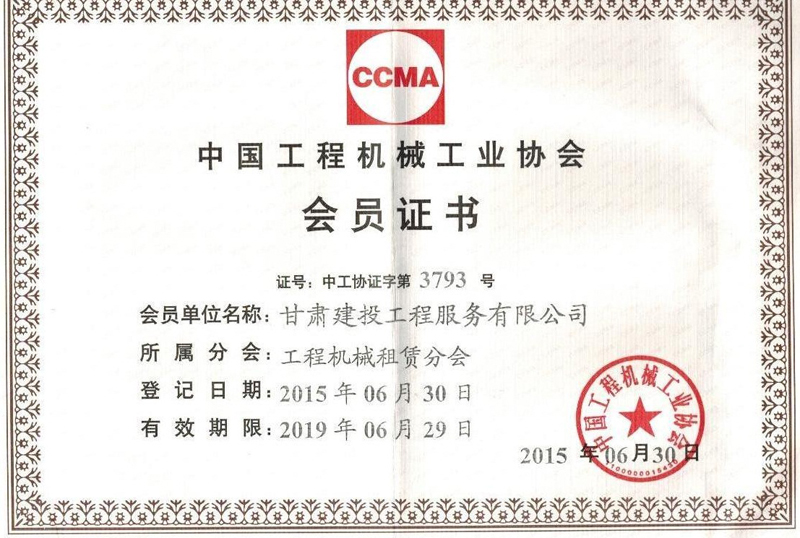 CCMA
中国工程机械工业协会
会员证书
证号：中工协证字第 3793 号
会员单位名称：甘肃建投工程服务有限公司
所属分会：工程机械租赁分会
登记日期：2015 年 06 月 30 日
有效期限：2019 年 06 月 29 日
中国工程机械工业协会
2015 年 06 月 30 日